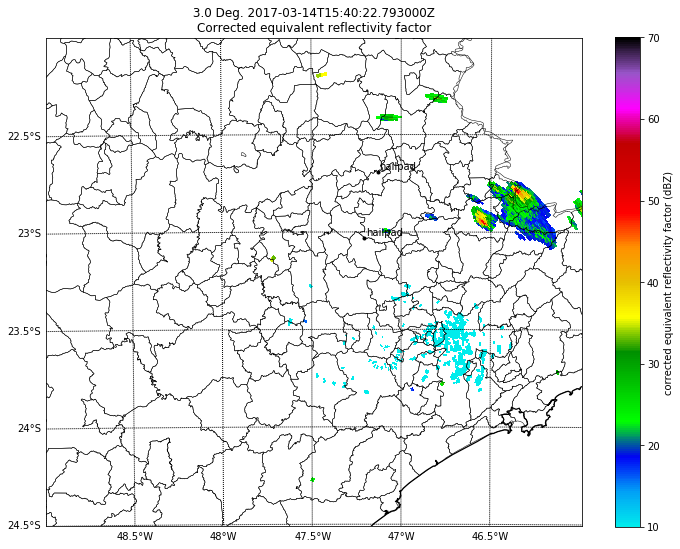 3.0 Deg. 2017-03-14T15:40:22.793000Z
Corrected equivalent reflectivity factor
22.5°S
23°S
23.5°S
24°S
24.5°S
hailpad
hailpad
48.5°W
48°W
47.5°W
47°W
46.5°W
70
60
50
40
30
20
10
corrected equivalent reflectivity factor (dBZ)